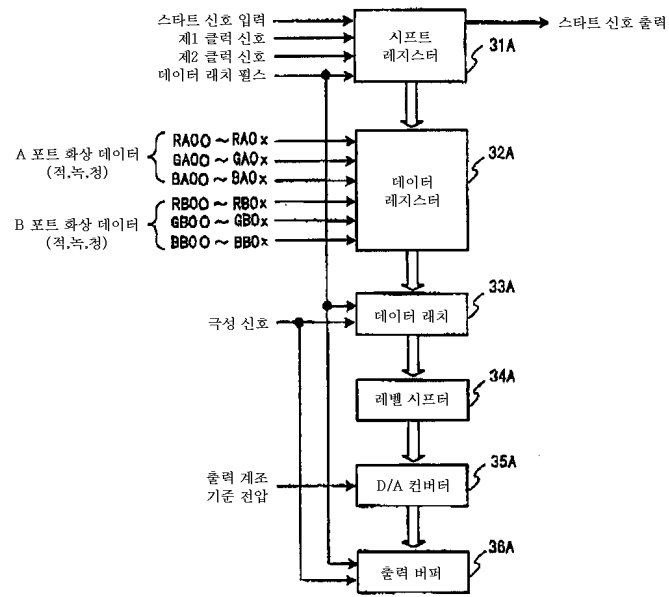 스타트 신호 입력
제1 클럭 신호
제2 클럭 신호
데이터 래치 펄스
시프트
레지스터
31A
스타트 신호 출력
A 포트 화상 데이터
(적,녹,청)
RA00 ~ RA0x
GA00 ~ GA0x
BA00 ~ BA0x
B 포트 화상 데이터
(적,녹,청)
RB00 ~ RB0x
GB00 ~ GB0x
BB00 ~ BB0x
데이터
레지스터
32A
극성 신호
데이터 래치
33A
레벨 시프터
34A
출력 계조
기준 전압
D/A 컨버터
35A
출력 버퍼
36A